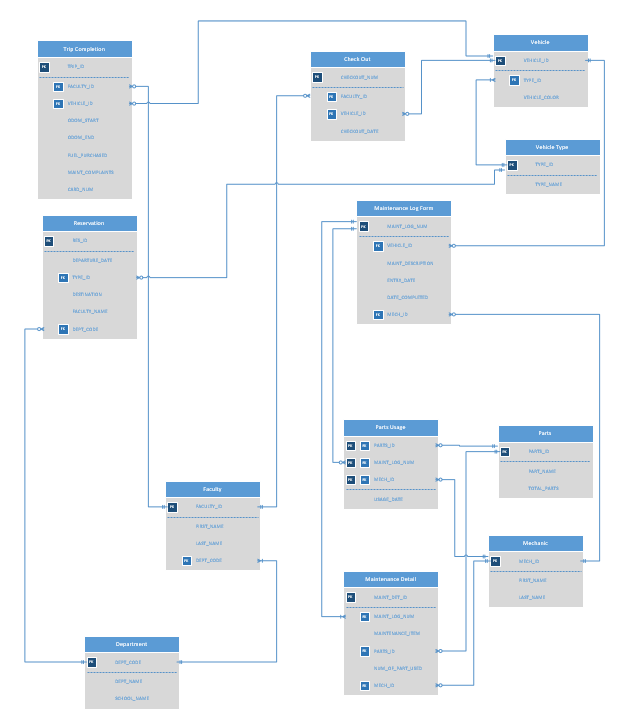 Trip Completion
PK
FK FACULTY_ID
FK VEHICLE_ID
ODOM_START
ODOM_END
FUEL_PURCHASED
MAINT_COMPLAINTS
CARD_NUM
Check Out
PK CHECKOUT_NUM
FK FACULTY_ID
FK VEHICLE_ID
CHECKOUT_DATE
Vehicle
PK VEHICLE_ID
FK TYPE_ID
VEHICLE_COLOR
Vehicle Type
PK TYPE_ID
TYPE_NAME
Reservation
PK RES_ID
DEPARTURE_DATE
FK TYPE_ID
DESTINATION
FACULTY_NAME
FK DEPT_CODE
Maintenance Log Form
PK MAINT_LOG_NUM
FK VEHICLE_ID
MAINT_DESCRIPTION
ENTRY_DATE
DATE_COMPLETED
FK MECH_ID
Parts Usage
PK FK PARTS_ID
PK FK MAINT_LOG_NUM
PK FK MECH_ID
USAGE_DATE
Parts
PK PARTS_ID
PART_NAME
TOTAL_PARTS
Faculty
PK FACULTY_ID
FIRST_NAME
LAST_NAME
FK DEPT_CODE
Mechanic
PK MECH_ID
FIRST_NAME
LAST_NAME
Maintenance Detail
PK MAINT_DET_ID
FK MAINT_LOG_NUM
MAINTENANCE_ITEM
FK PARTS_ID
NUM_OF_PART_USED
FK MECH_ID
Department
PK DEPT_CODE
DEPT_NAME
SCHOOL_NAME